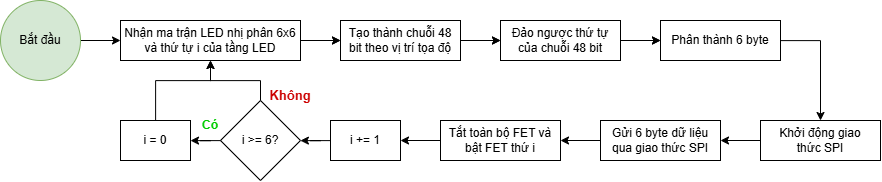 Bắt đầu
Nhận ma trận LED nhị phân 6x6
và thứ tự i của tầng LED
Tạo thành chuỗi 48
bit theo vị trí tọa độ
Đảo ngược thứ tự
của chuỗi 48 bit
Phân thành 6 byte
Khởi động giao
thức SPI
Gửi 6 byte dữ liệu
qua giao thức SPI
Tắt toàn bộ FET và
bật FET thứ i
i += 1
i >= 6?
Không
Có
i = 0